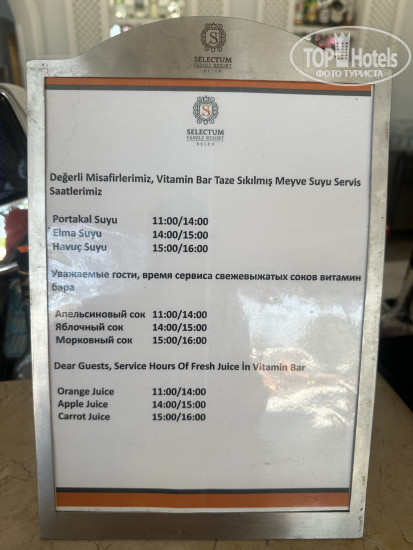 S
SELECTUM
FAMILY RESORT
BELEK
TOPHotels
ФОТО ТУРИСТА
S
SELECTUM
FAMILY RESORT
BELEK
Değerli Misafirlerimiz, Vitamin Bar Taze Sıkılmış Meyve Suyu Servis
Saatlerimiz
Portakal Suyu 11:00/14:00
Elma Suyu 14:00/15:00
Havuç Suyu 15:00/16:00
Уважаемые гости, время сервиса свежевыжатых соков витамин
бара
Апельсиновый сок 11:00/14:00
Яблочный сок 14:00/15:00
Морковный сок 15:00/16:00
Dear Guests, Service Hours Of Fresh Juice İn Vitamin Bar
Orange Juice 11:00/14:00
Apple Juice 14:00/15:00
Carrot Juice 15:00/16:00